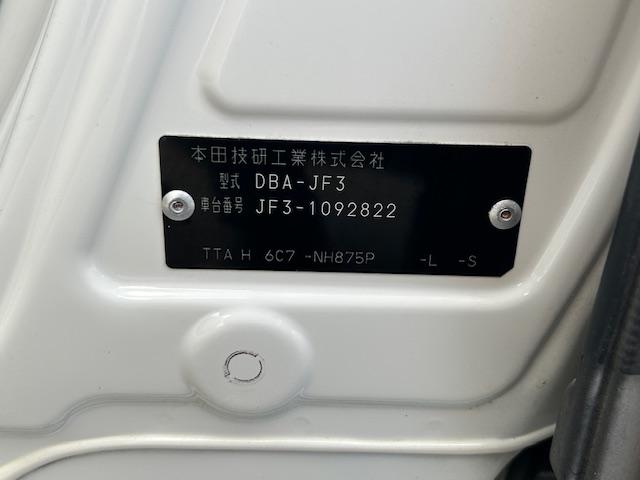 本田技研工業株式会社
型式 DBA-JF3
車台番号 JF3-1092822
TTA H 6C7 -NH875P -L -S